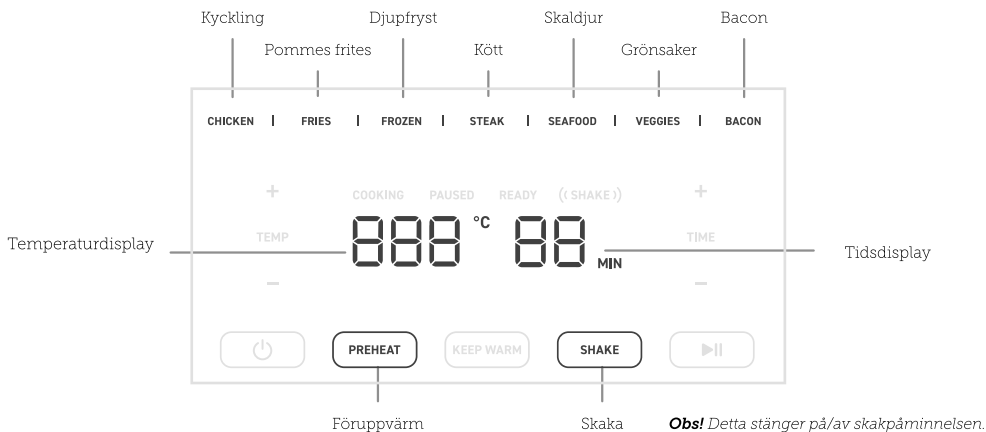 Kyckling Djupfryst Skaldjur Bacon
Pommes frites Kött Grönsaker
CHICKEN | FRIES | FROZEN | STEAK | SEAFOOD | VEGGIES | BACON
+ COOKING PAUSED READY ((SHAKE)) +
Temperaturdisplay TEMP 888 °C 88 MIN TIME Tidsdisplay
− −
PREHEAT KEEP WARM SHAKE
Föruppvärm Skaka Obs! Detta stänger på/av skakpåminnelsen.